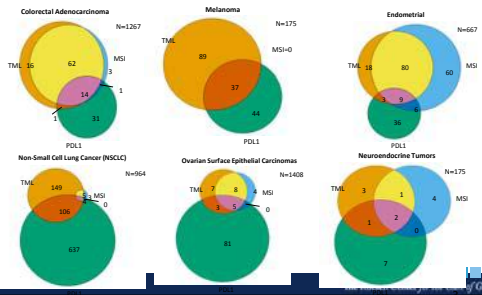 Colorectal Adenocarcinoma
N=1267
TML 16
62
MSI
3
14
1
1
31
PDL1
Melanoma
N=175
MSI=0
TML
89
37
44
PDL1
Endometrial
N=667
TML 18
80
60
MSI
3
9
6
36
PDL1
Non-Small Cell Lung Cancer (NSCLC)
N=964
TML
149
MSI
0
106
637
Ovarian Surface Epithelial Carcinomas
N=1408
TML 7
8
4 MSI
3
5
0
81
Neuroendocrine Tumors
N=175
TML
3
1
4
MSI
1
2
0
7